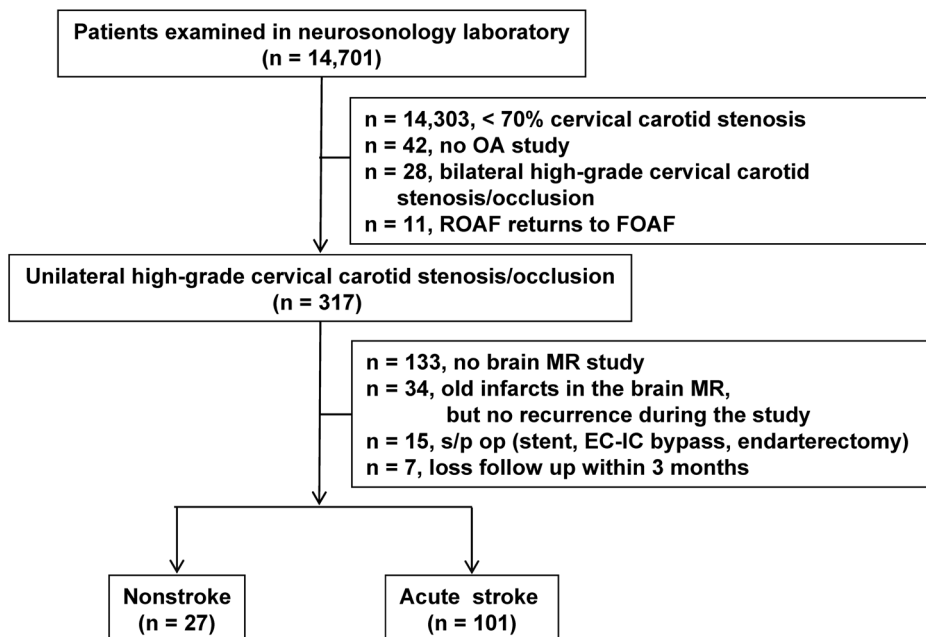 Patients examined in neurosonology laboratory
(n = 14,701)
n = 14,303, < 70% cervical carotid stenosis
n = 42, no OA study
n = 28, bilateral high-grade cervical carotid
stenosis/occlusion
n = 11, ROAF returns to FOAF
Unilateral high-grade cervical carotid stenosis/occlusion
(n = 317)
n = 133, no brain MR study
n = 34, old infarcts in the brain MR,
but no recurrence during the study
n = 15, s/p op (stent, EC-IC bypass, endarterectomy)
n = 7, loss follow up within 3 months
Nonstroke
(n = 27)
Acute stroke
(n = 101)